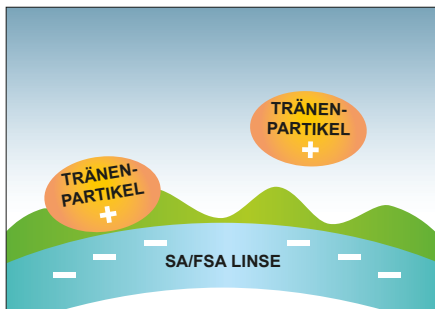 TRÄNEN-
PARTIKEL
+
TRÄNEN-
PARTIKEL
+
SA/FSA LINSE